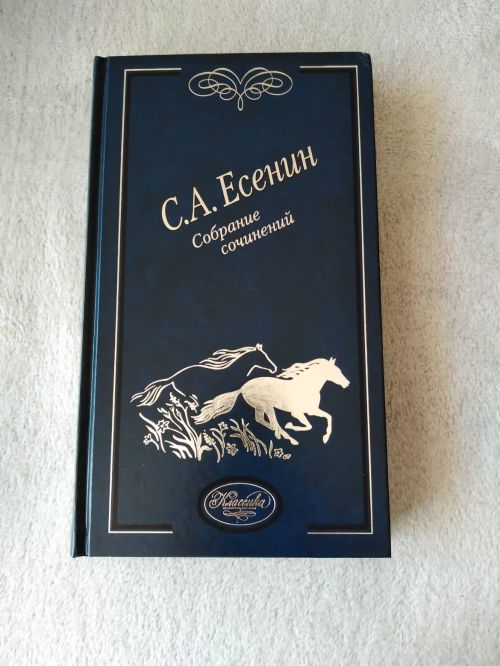 С.А. Есенин
Собрание
сочинений
Классика